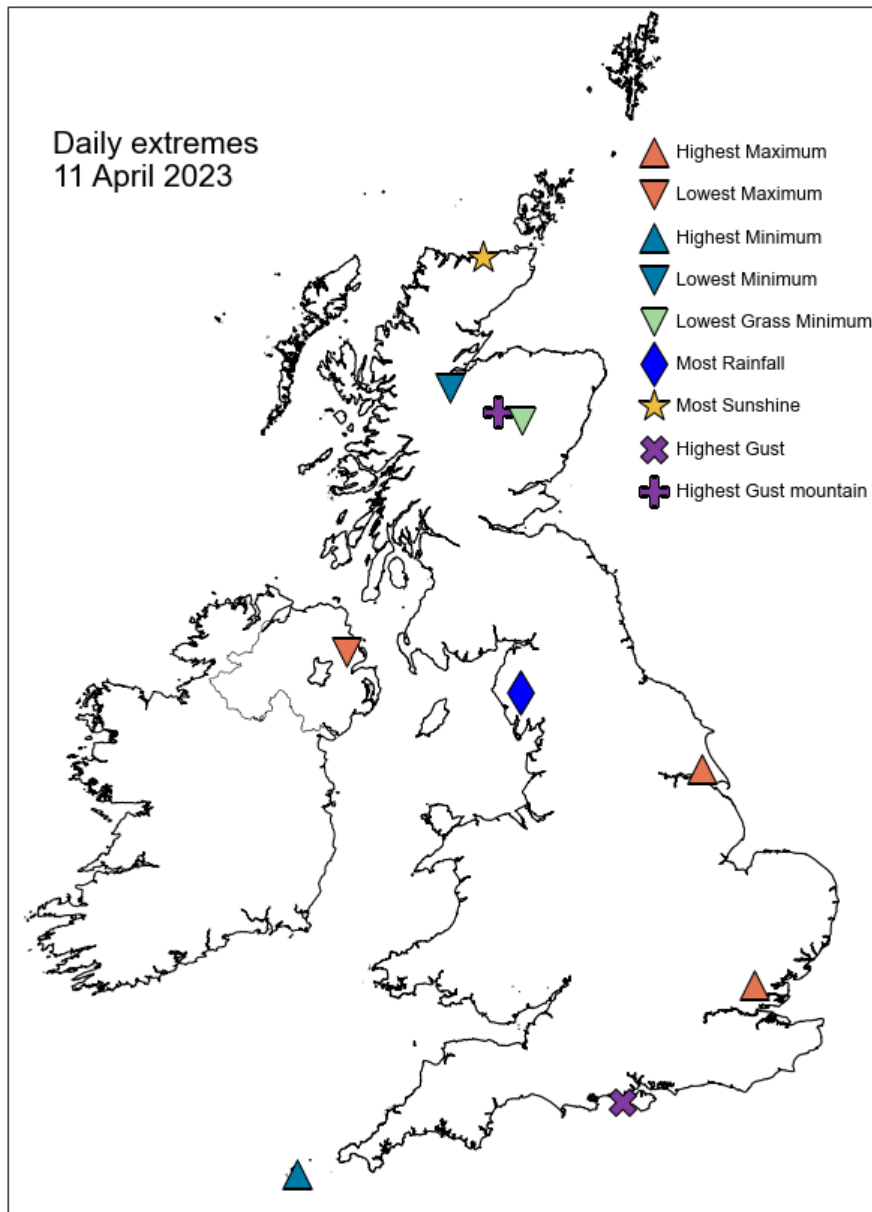 Daily extremes
11 April 2023
Highest Maximum
Lowest Maximum
Highest Minimum
Lowest Minimum
Lowest Grass Minimum
Most Rainfall
Most Sunshine
Highest Gust
Highest Gust mountain